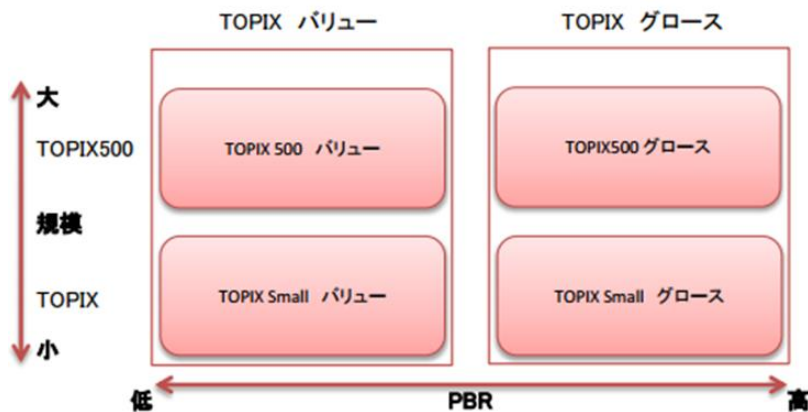 TOPIX バリュー
TOPIX グロース
大
TOPIX500
TOPIX 500 バリュー
TOPIX500 グロース
規模
TOPIX
TOPIX Small バリュー
TOPIX Small グロース
小
低
PBR
高